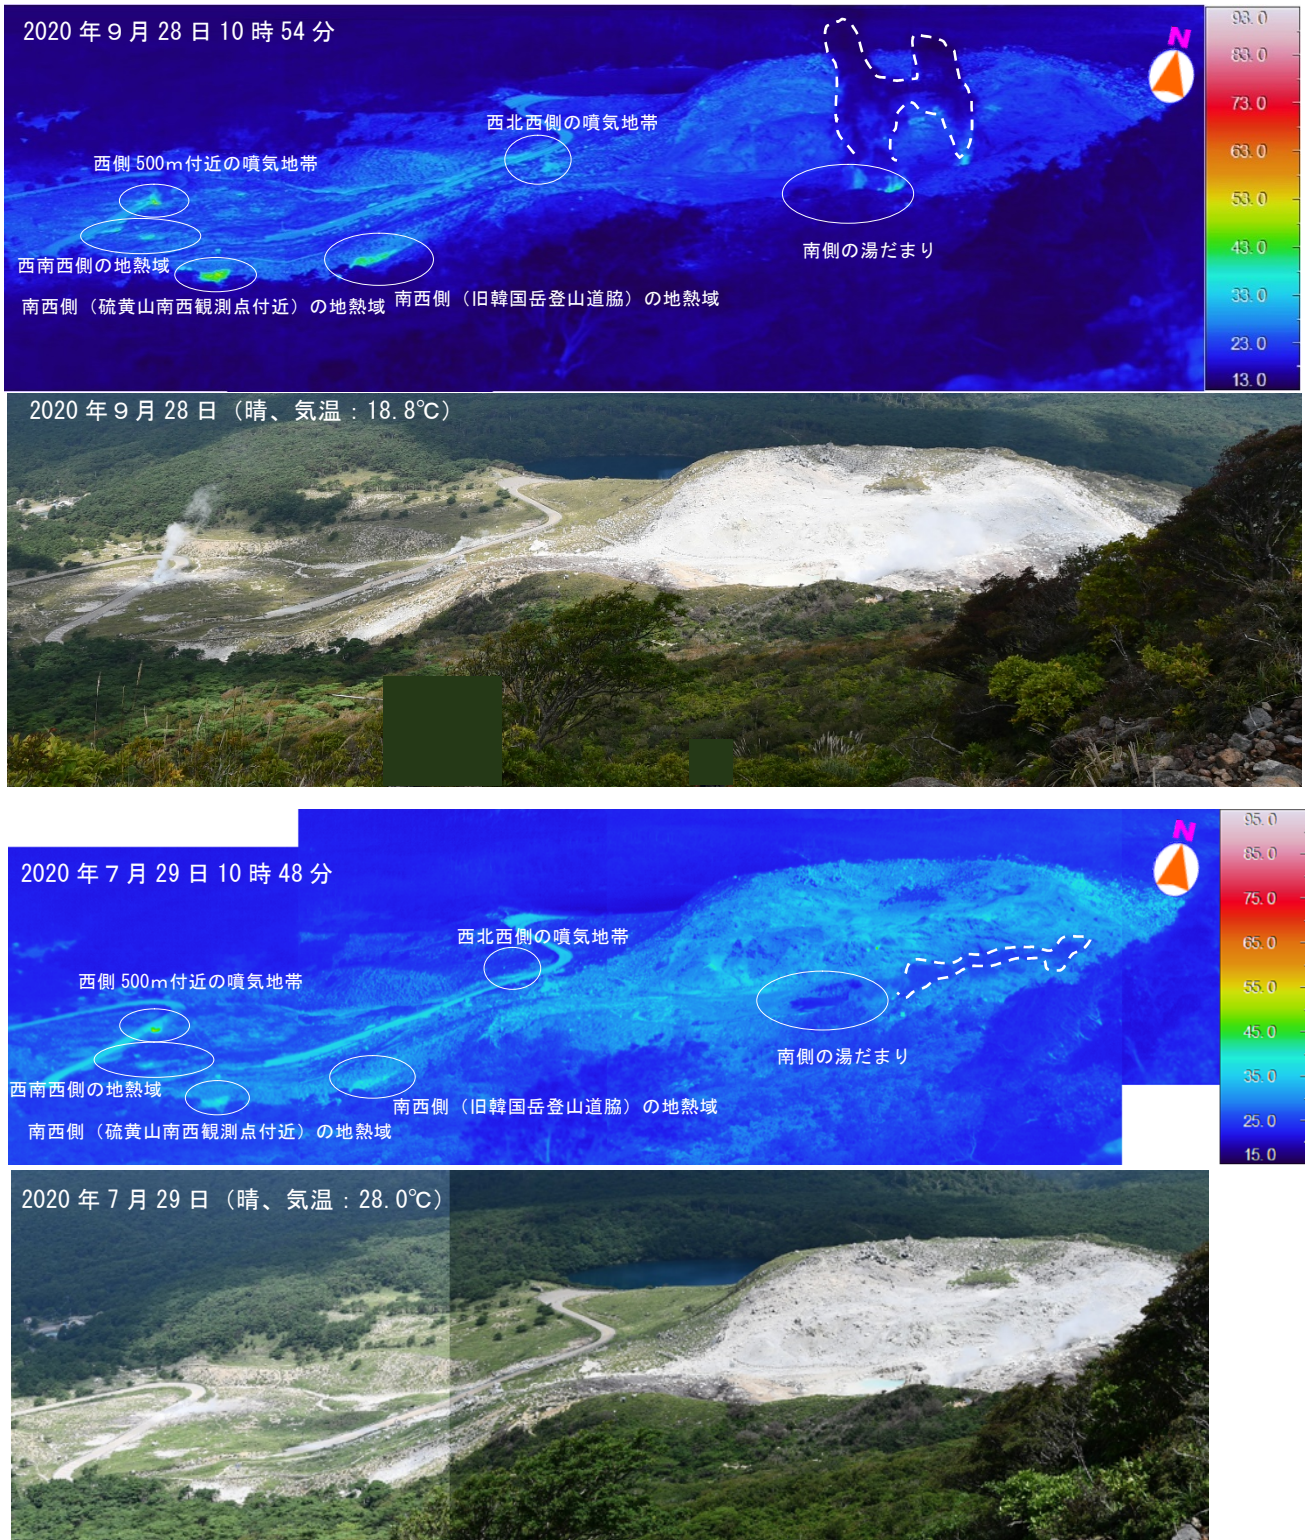 2020年９月28日10時54分
N
93.0
83.0
73.0
63.0
53.0
43.0
33.0
23.0
13.0
西北西側の噴気地帯
西側500ｍ付近の噴気地帯
南側の湯だまり
西南西側の地熱域
南西側（硫黄山南西観測点付近）の地熱域
南西側（旧韓国岳登山道脇）の地熱域
2020年９月28日（晴、気温：18.8℃）
2020年７月29日10時48分
N
95.0
85.0
75.0
65.0
55.0
45.0
35.0
25.0
15.0
西北西側の噴気地帯
西側500ｍ付近の噴気地帯
南側の湯だまり
西南西側の地熱域
南西側（旧韓国岳登山道脇）の地熱域
南西側（硫黄山南西観測点付近）の地熱域
2020年７月29日（晴、気温：28.0℃）